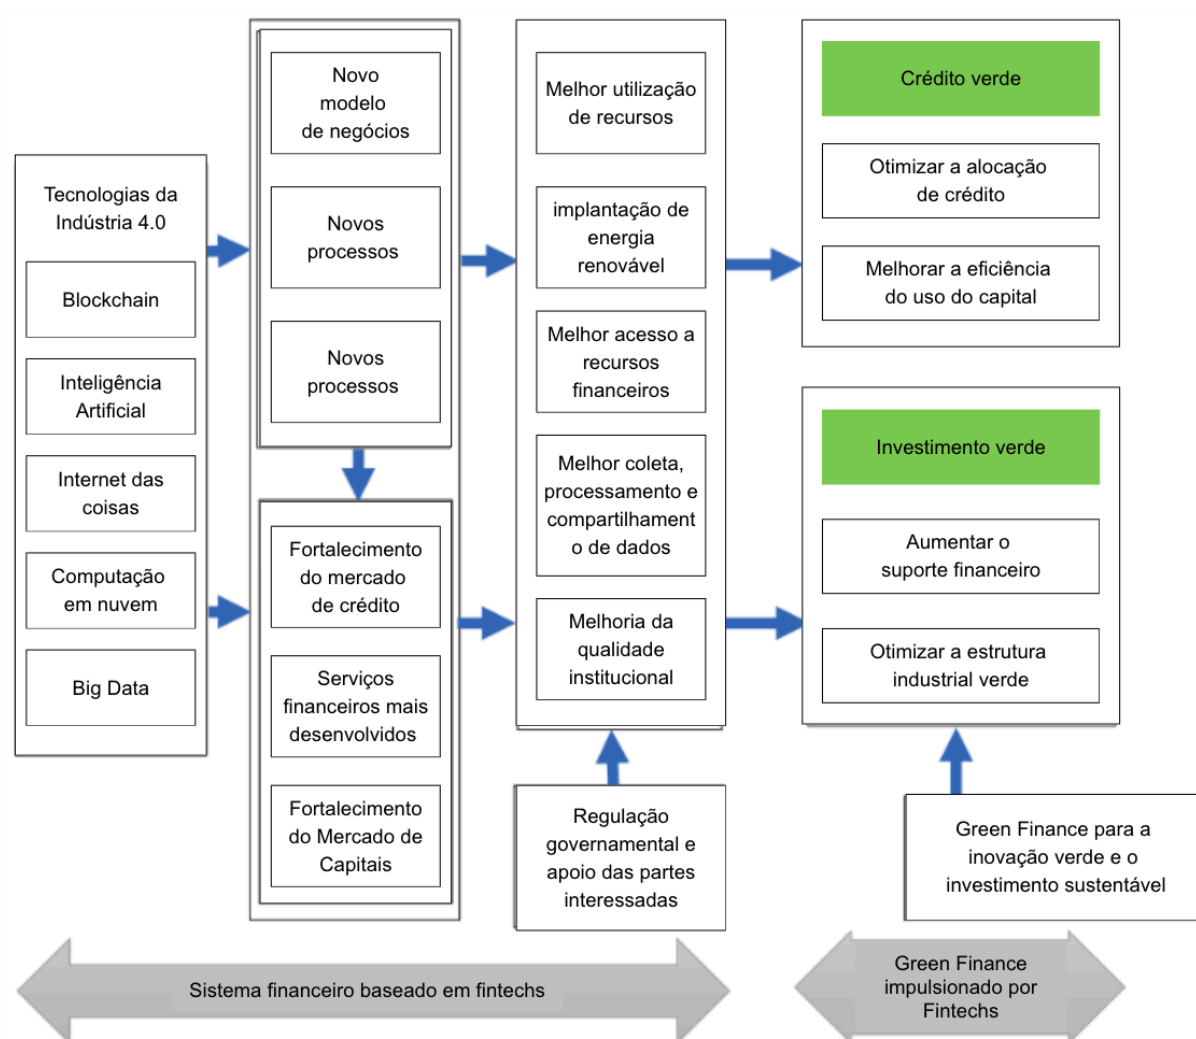 Tecnologias da
Indústria 4.0
Blockchain
Inteligência
Artificial
Internet das
coisas
Computação
em nuvem
Big Data
Novo
modelo
de negócios
Novos
processos
Novos
processos
Fortalecimento
do mercado
de crédito
Serviços
financeiros mais
desenvolvidos
Fortalecimento
do Mercado de
Capitais
Melhor utilização
de recursos
implantação de
energia
renovável
Melhor acesso a
recursos
financeiros
Melhor coleta,
processamento e
compartilhament
o de dados
Melhoria da
qualidade
institucional
Regulação
governamental e
apoio das partes
interessadas
Crédito verde
Otimizar a alocação
de crédito
Melhorar a eficiência
do uso do capital
Investimento verde
Aumentar o
suporte financeiro
Otimizar a estrutura
industrial verde
Green Finance para a
inovação verde e o
investimento sustentável
Sistema financeiro baseado em fintechs
Green Finance
impulsionado por
Fintechs